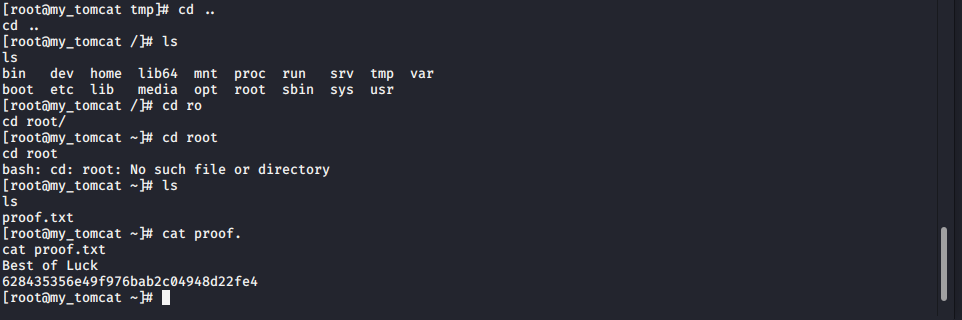 [root@my_tomcat tmp]# cd ..
cd ..
[root@my_tomcat /]# ls
ls
bin   dev  home  lib64  mnt  proc  run   srv  tmp  var
boot  etc  lib   media  opt  root  sbin  sys  usr
[root@my_tomcat /]# cd ro
cd root/
[root@my_tomcat ~]# cd root
cd root
bash: cd: root: No such file or directory
[root@my_tomcat ~]# ls
ls
proof.txt
[root@my_tomcat ~]# cat proof.
cat proof.txt
Best of Luck
628435356e49f976bab2c04948d22fe4
[root@my_tomcat ~]#